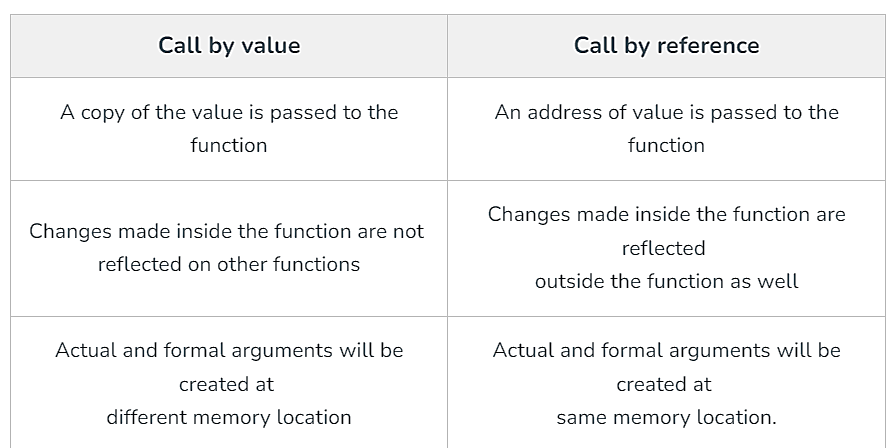 Call by value
Call by reference
A copy of the value is passed to the
function
An address of value is passed to the
function
Changes made inside the function are not
reflected on other functions
Changes made inside the function are
reflected
outside the function as well
Actual and formal arguments will be
created at
different memory location
Actual and formal arguments will be
created at
same memory location.